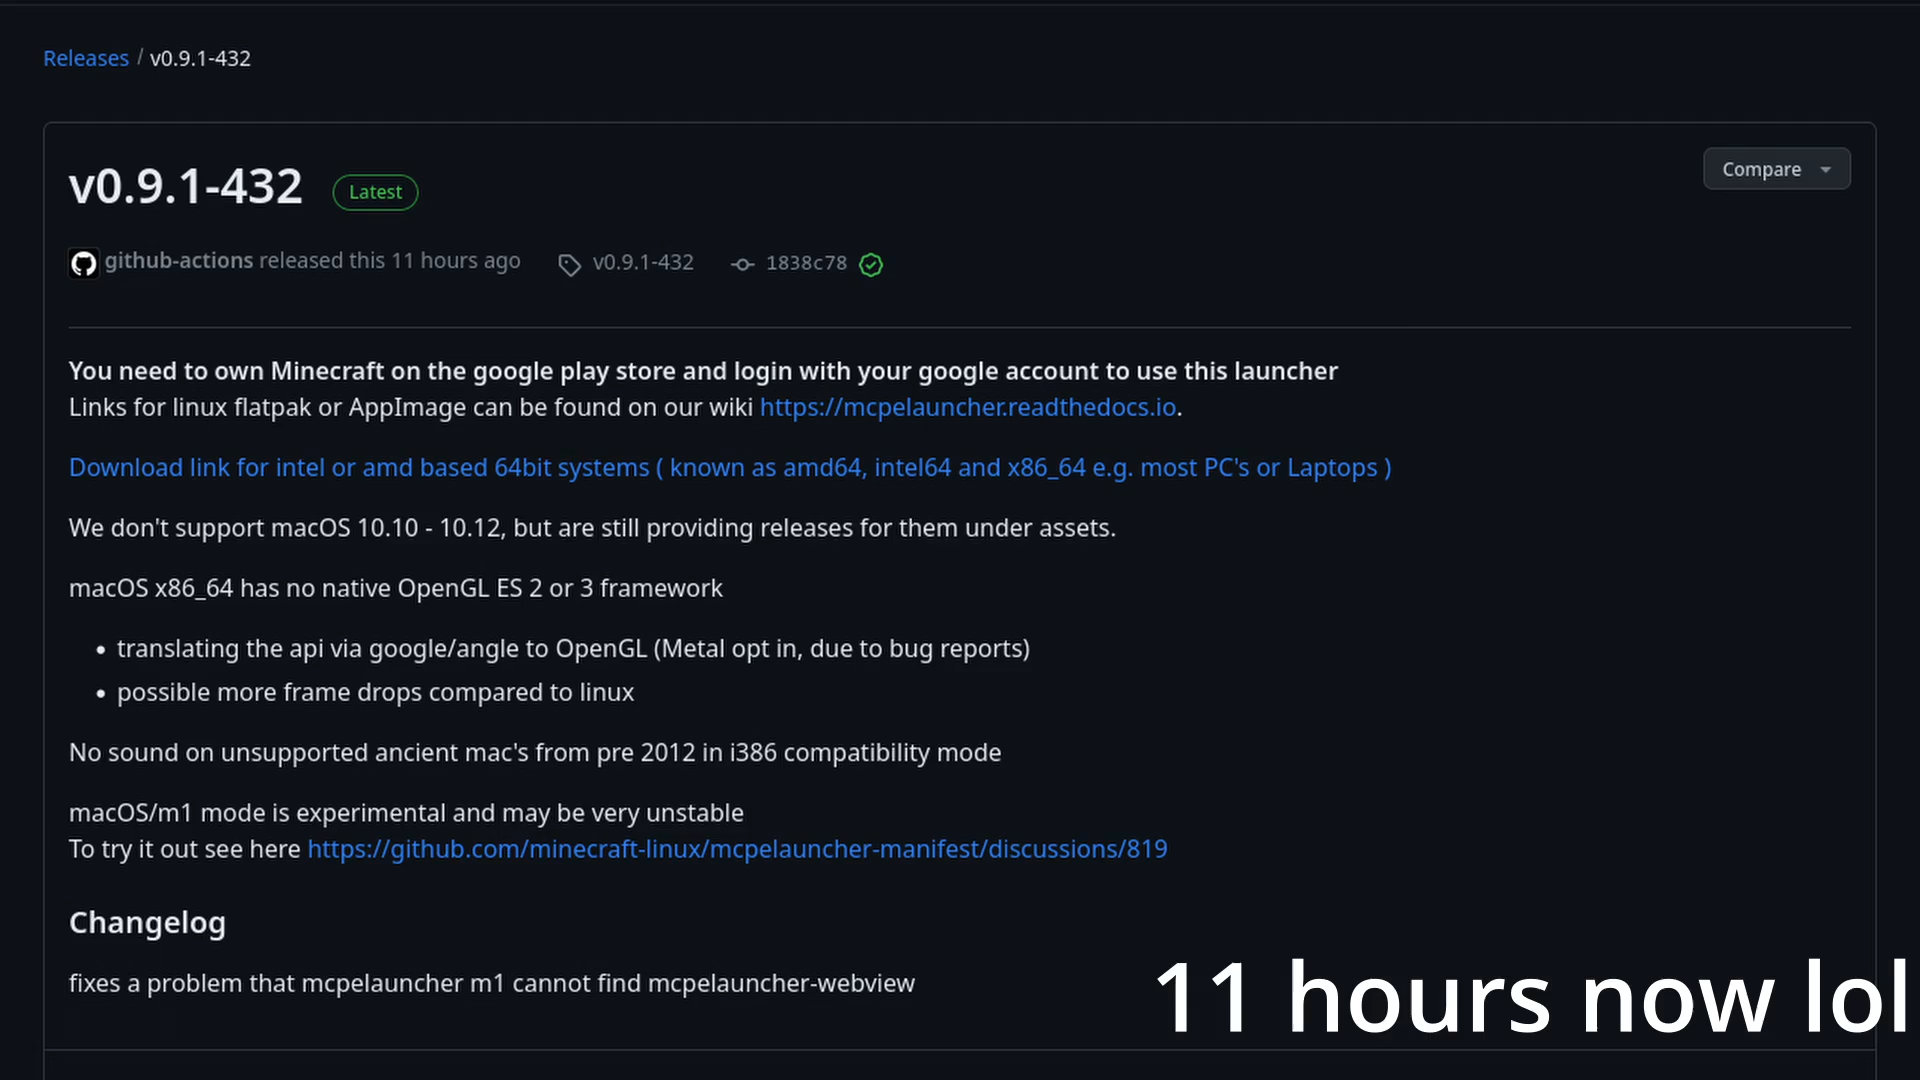 Releases / v0.9.1-432
v0.9.1-432 Latest
Compare
github-actions released this 11 hours ago v0.9.1-432 1838c78
You need to own Minecraft on the google play store and login with your google account to use this launcher
Links for linux flatpak or AppImage can be found on our wiki https://mcpelauncher.readthedocs.io.
Download link for intel or amd based 64bit systems ( known as amd64, intel64 and x86_64 e.g. most PC's or Laptops )
We don't support macOS 10.10 - 10.12, but are still providing releases for them under assets.
macOS x86_64 has no native OpenGL ES 2 or 3 framework
• translating the api via google/angle to OpenGL (Metal opt in, due to bug reports)
• possible more frame drops compared to linux
No sound on unsupported ancient mac's from pre 2012 in i386 compatibility mode
macOS/m1 mode is experimental and may be very unstable
To try it out see here https://github.com/minecraft-linux/mcpelauncher-manifest/discussions/819
Changelog
fixes a problem that mcpelauncher m1 cannot find mcpelauncher-webview
11 hours now lol